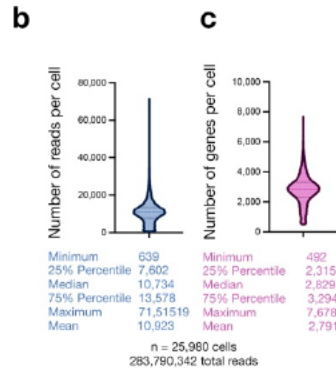 b
Number of reads per cell
80,000
60,000
40,000
20,000
0
Minimum 639
25% Percentile 7,602
Median 10,734
75% Percentile 13,578
Maximum 71,51519
Mean 10,923
c
Number of genes per cell
10,000
8,000
6,000
4,000
2,000
0
Minimum 492
25% Percentile 2,315
Median 2,829
75% Percentile 3,294
Maximum 7,678
Mean 2,791
n = 25,980 cells
283,790,342 total reads